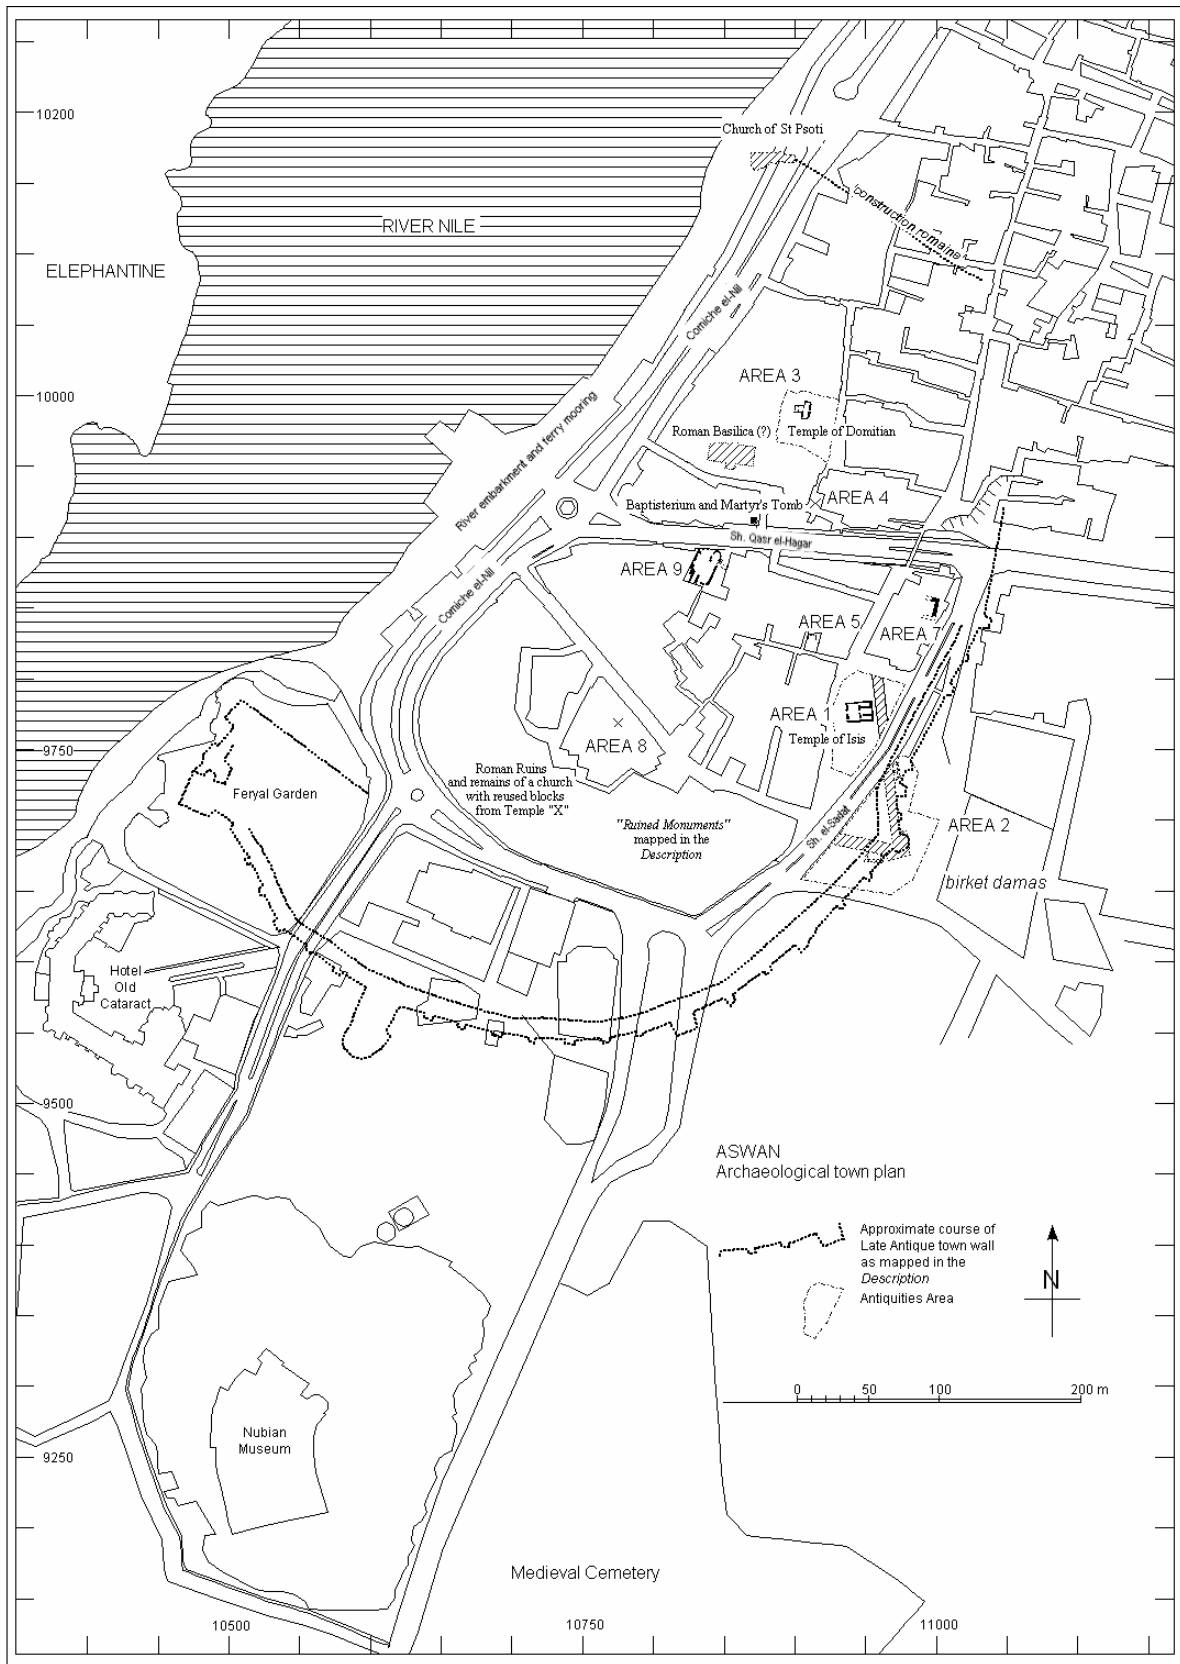 10200
Church of St Psoti
"construction romaine"
RIVER NILE
ELEPHANTINE
Corniche el-Nil
AREA 3
10000
Roman Basilica (?)
Temple of Domitian
River embarkment and ferry mooring
AREA 4
Baptisterium and Martyr's Tomb
Sh. Qasr el-Hagar
AREA 9
Corniche el-Nil
AREA 5
AREA 7
AREA 1
Temple of Isis
AREA 8
9750
Roman Ruins
and remains of a church
with reused blocks
from Temple "X"
Feryal Garden
"Ruined Monuments"
mapped in the
Description
Sh. el-Sadat
AREA 2
birket damas
Hotel
Old
Cataract
9500
ASWAN
Archaeological town plan
Approximate course of
Late Antique town wall
as mapped in the
Description
Antiquities Area
N
0 50 100 200 m
Nubian
Museum
9250
Medieval Cemetery
10500 10750 11000